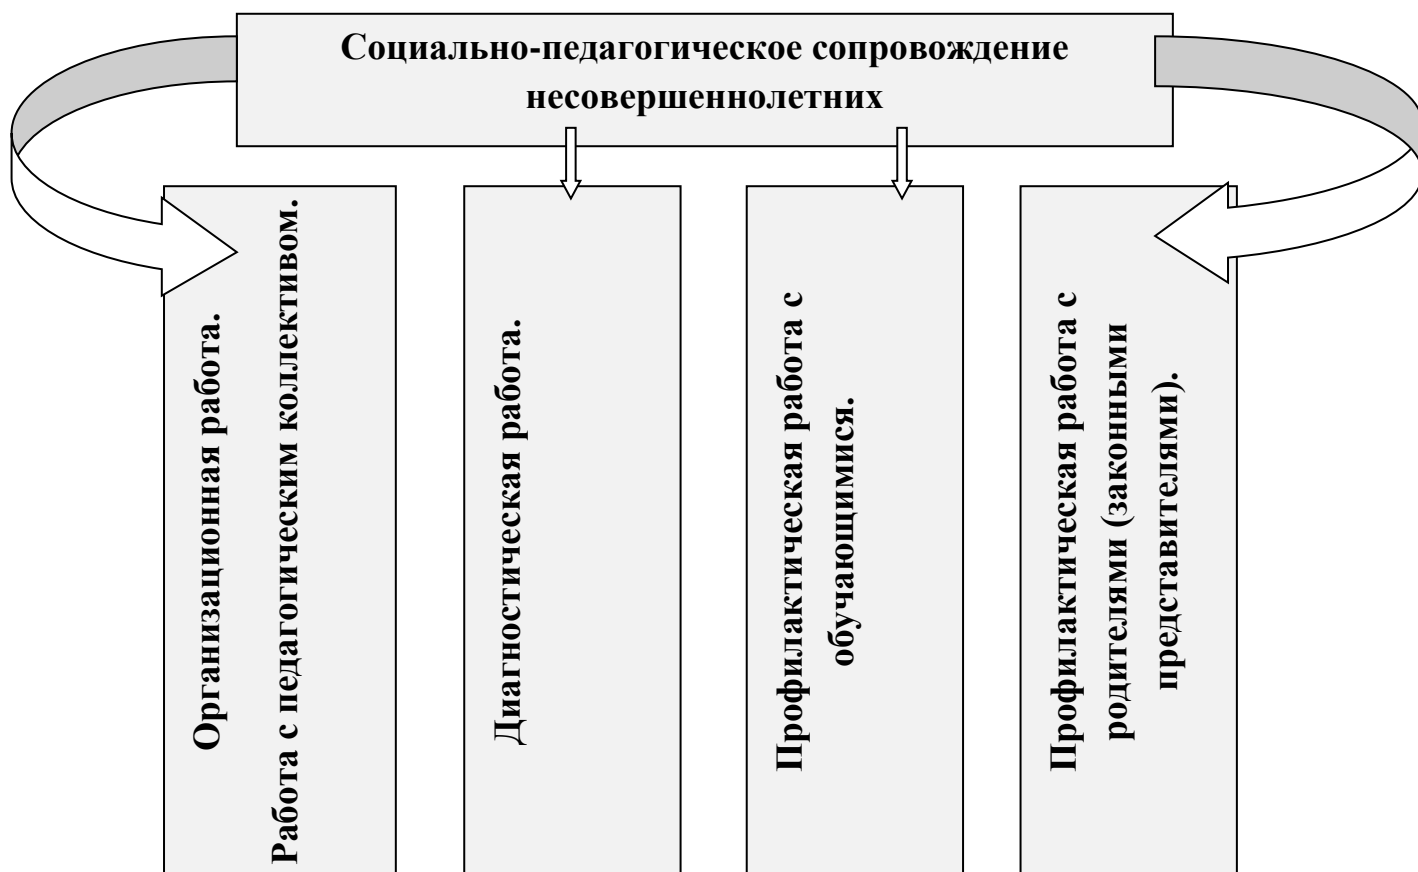 Социально-педагогическое сопровождение
несовершеннолетних
Организационная работа.
Работа с педагогическим коллективом.
Диагностическая работа.
Профилактическая работа с
обучающимися.
Профилактическая работа с
родителями (законными
представителями).